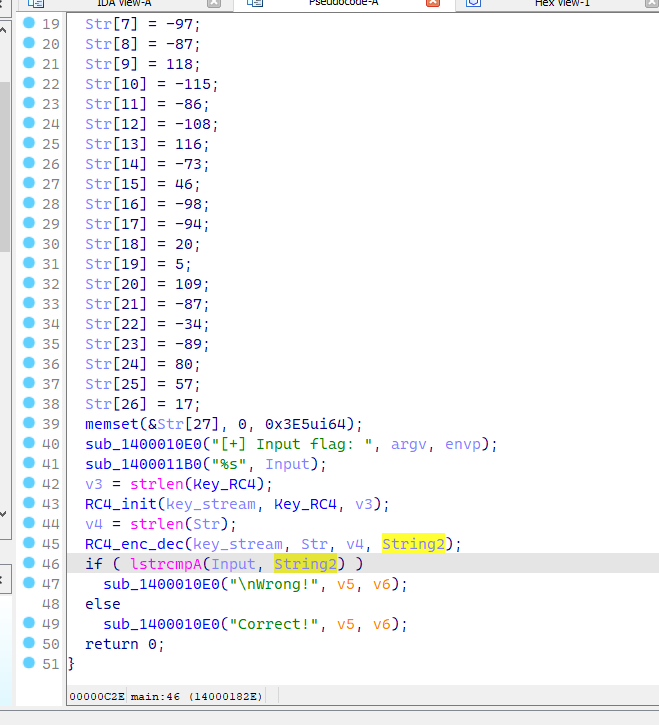 IDA View-A Pseudocode-A Hex View-1
19 Str[7] = -97;
20 Str[8] = -87;
21 Str[9] = 118;
22 Str[10] = -115;
23 Str[11] = -86;
24 Str[12] = -108;
25 Str[13] = 116;
26 Str[14] = -73;
27 Str[15] = 46;
28 Str[16] = -98;
29 Str[17] = -94;
30 Str[18] = 20;
31 Str[19] = 5;
32 Str[20] = 109;
33 Str[21] = -87;
34 Str[22] = -34;
35 Str[23] = -89;
36 Str[24] = 80;
37 Str[25] = 57;
38 Str[26] = 17;
39 memset(&Str[27], 0, 0x3E5ui64);
40 sub_1400010E0("[+] Input flag: ", argv, envp);
41 sub_1400011B0("%s", Input);
42 v3 = strlen(Key_RC4);
43 RC4_init(key_stream, Key_RC4, v3);
44 v4 = strlen(Str);
45 RC4_enc_dec(key_stream, Str, v4, String2);
46 if ( lstrcmpA(Input, String2) )
47 sub_1400010E0("\nWrong!", v5, v6);
48 else
49 sub_1400010E0("Correct!", v5, v6);
50 return 0;
51 }
00000C2E main:46 (14000182E)